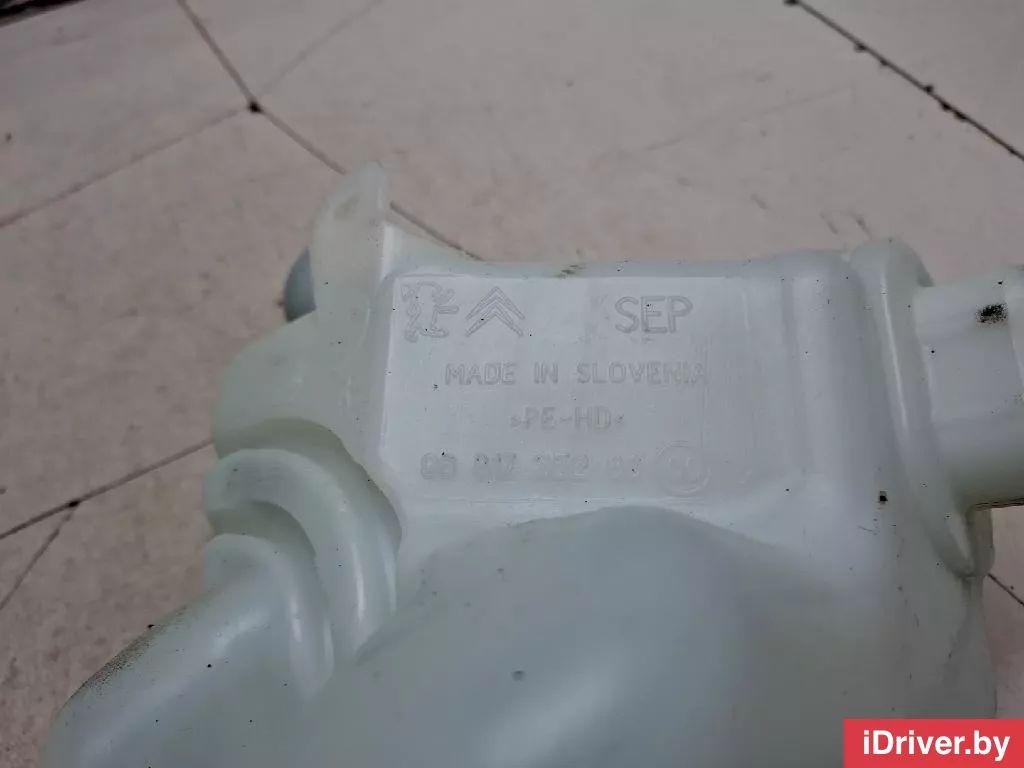 SEP
MADE IN SLOVENIA
>PE-HD<
iDriver.by